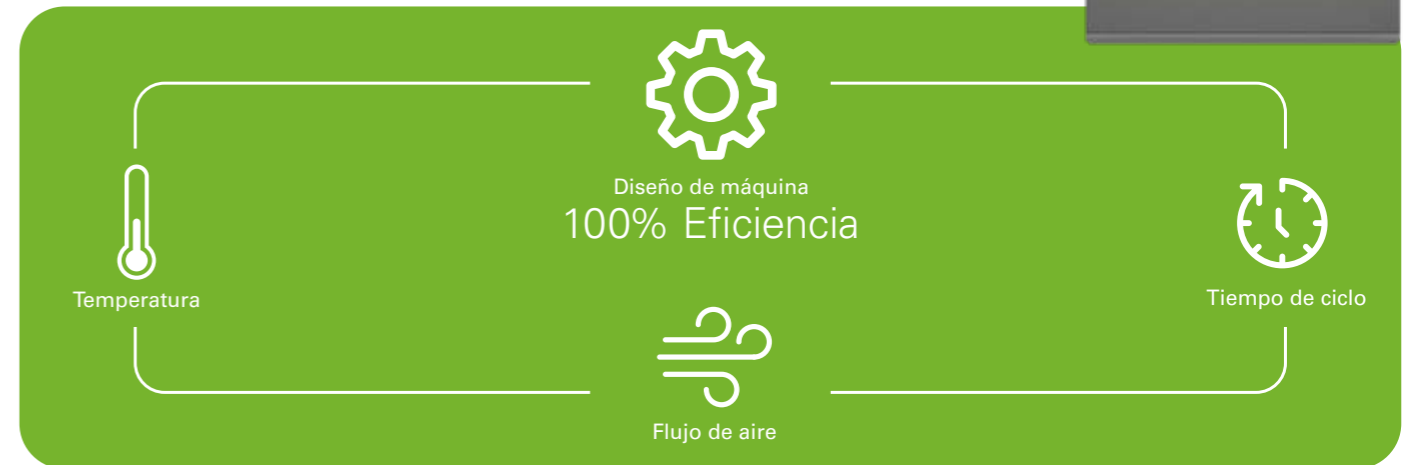 Diseño de máquina
100% Eficiencia
Temperatura
Tiempo de ciclo
Flujo de aire